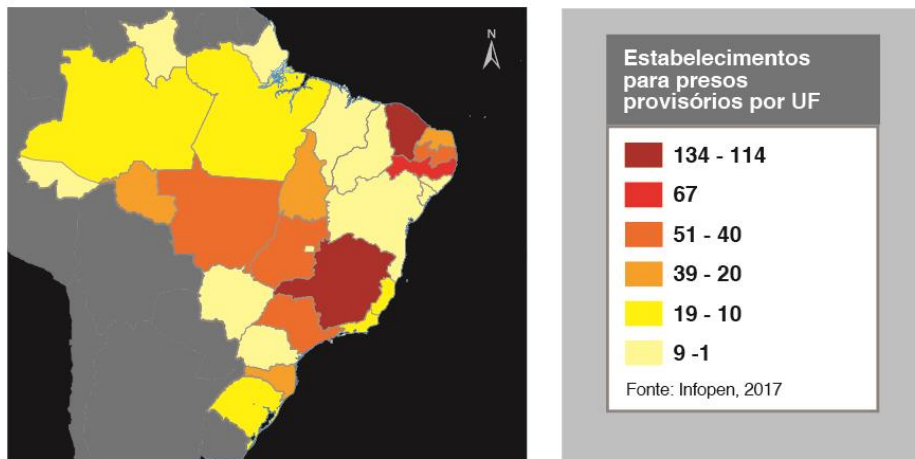 N
Estabelecimentos
para presos
provisórios por UF
134 - 114
67
51 - 40
39 - 20
19 - 10
9 -1
Fonte: Infopen, 2017